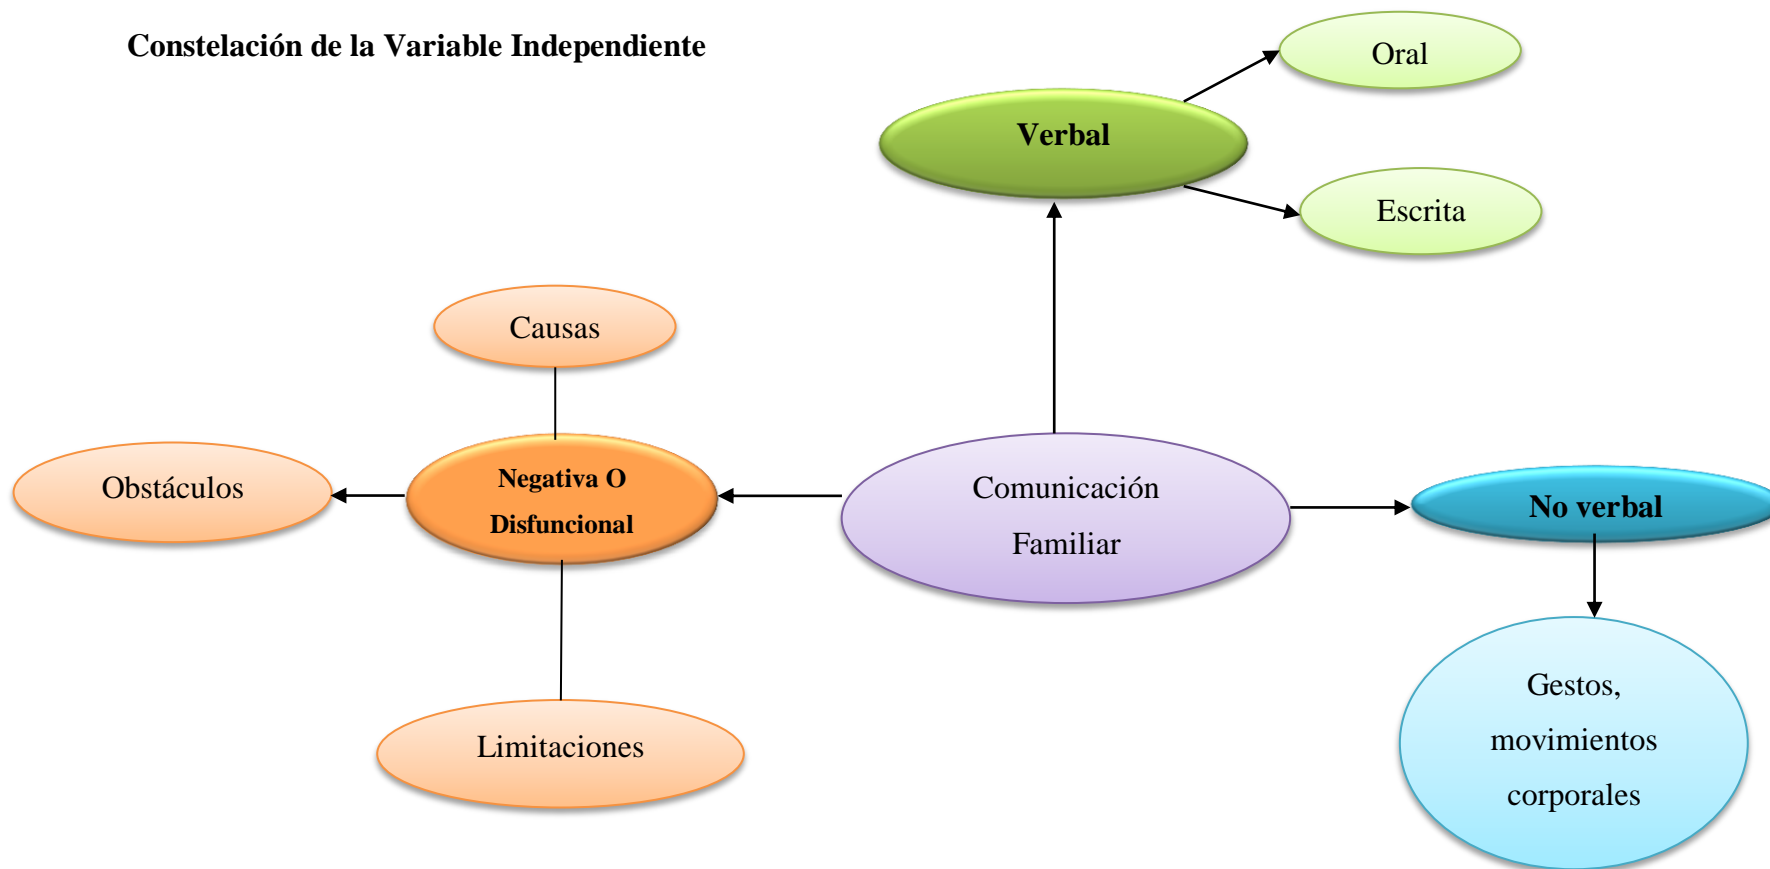 Constelación de la Variable Independiente
Oral
Verbal
Escrita
Causas
Obstáculos
Negativa O
Disfuncional
Comunicación
Familiar
No verbal
Limitaciones
Gestos,
movimientos
corporales